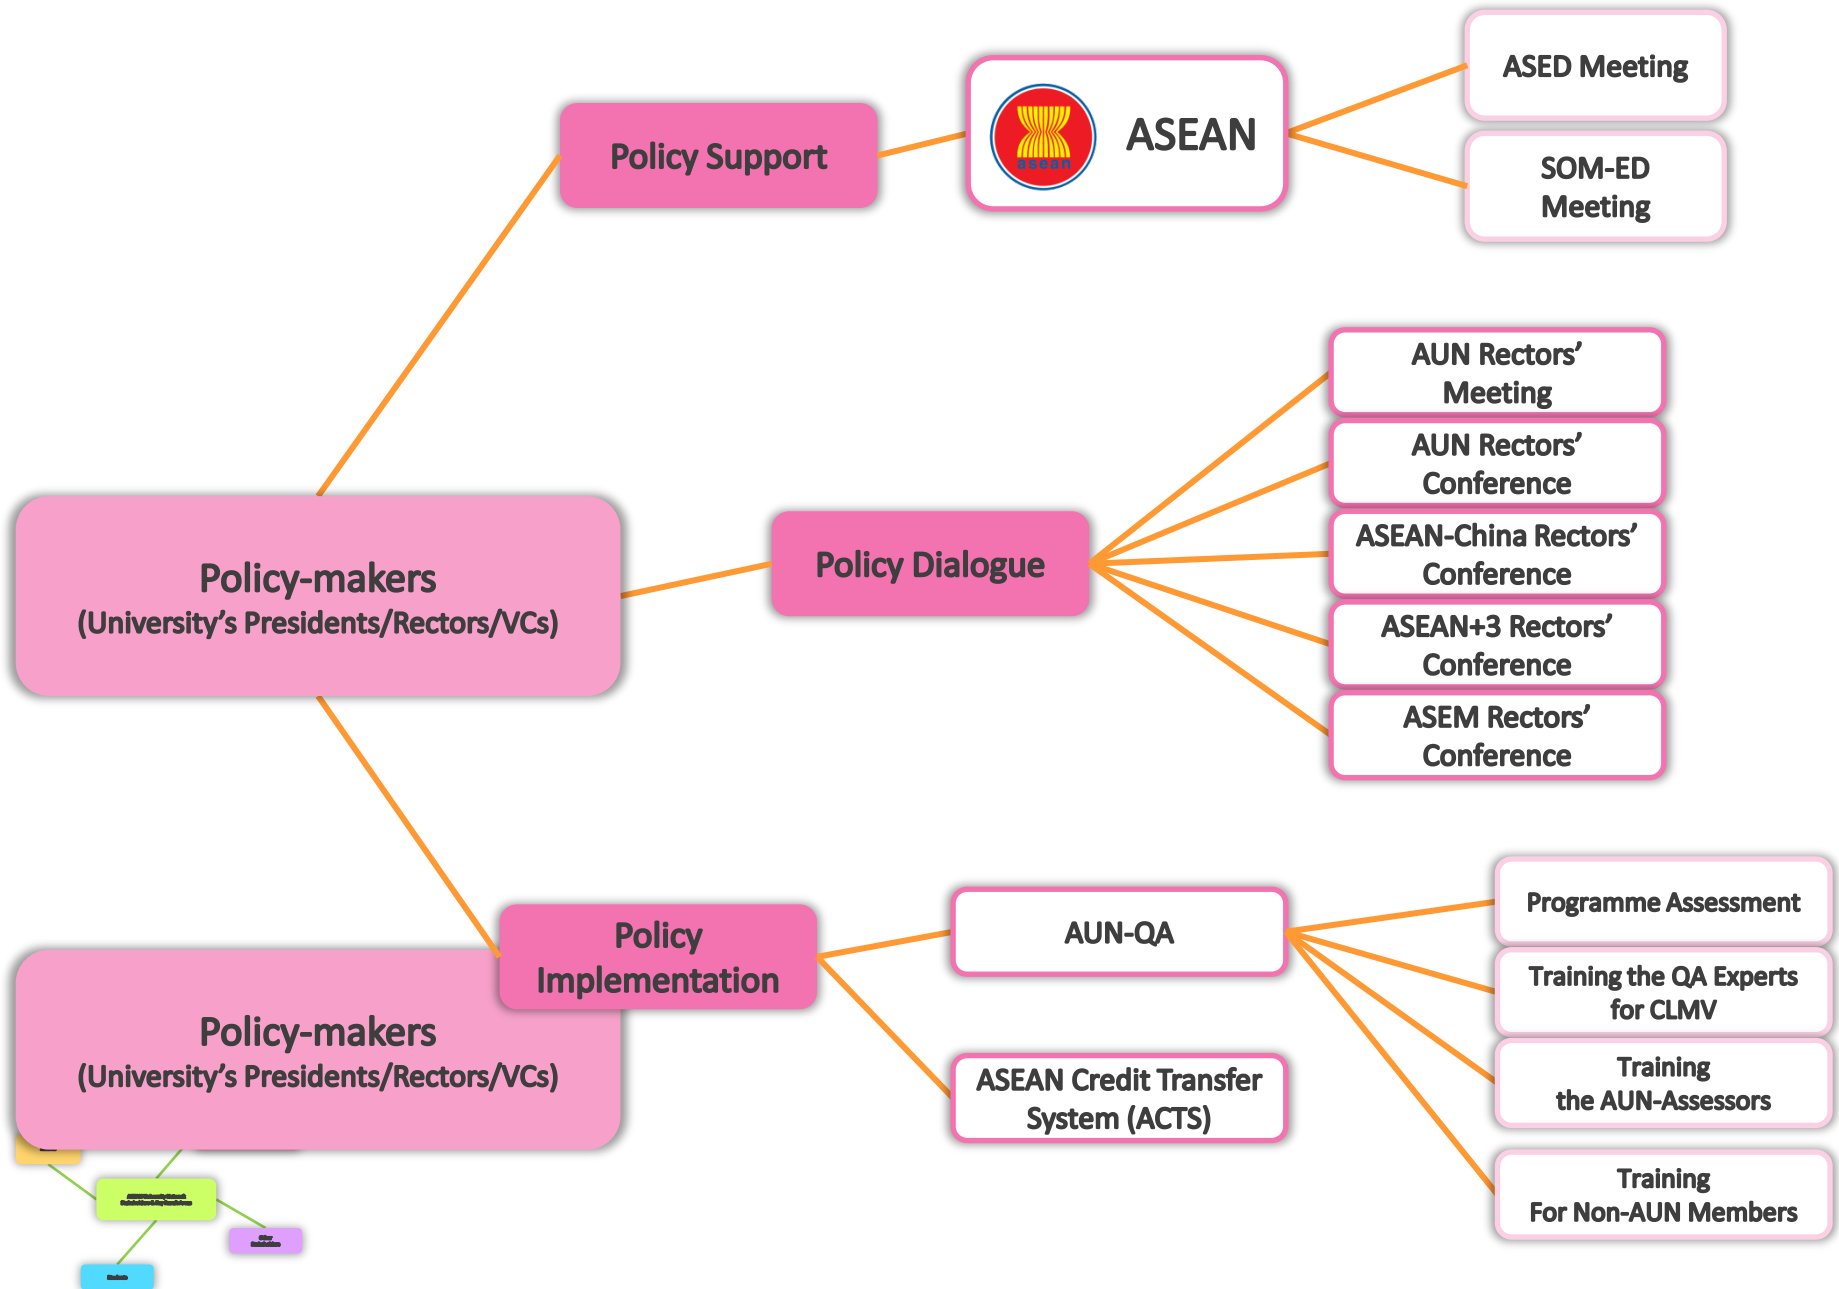 Policy Support
asean
ASEAN
ASED Meeting
SOM-ED
Meeting
Policy-makers
(University’s Presidents/Rectors/VCs)
Policy Dialogue
AUN Rectors’
Meeting
AUN Rectors’
Conference
ASEAN-China Rectors’
Conference
ASEAN+3 Rectors’
Conference
ASEM Rectors’
Conference
Policy
Implementation
AUN-QA
ASEAN Credit Transfer
System (ACTS)
Programme Assessment
Training the QA Experts
for CLMV
Training
the AUN-Assessors
Training
For Non-AUN Members
Policy-makers
(University’s Presidents/Rectors/VCs)